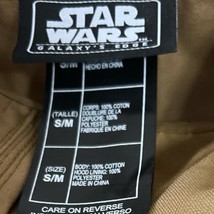 STAR
WARS
GALAXY'S EDGE
S/M
HECHO EN CHINA
(TAILLE)
S/M
CORPS: 100% COTON
DOUBLURE DE LA
CAPUCHE: 100%
POLYESTER
FABRIQUÉ EN CHINE
(SIZE)
S/M
BODY: 100% COTTON
HOOD LINING: 100%
POLYESTER
MADE IN CHINA
CARE ON REVERSE